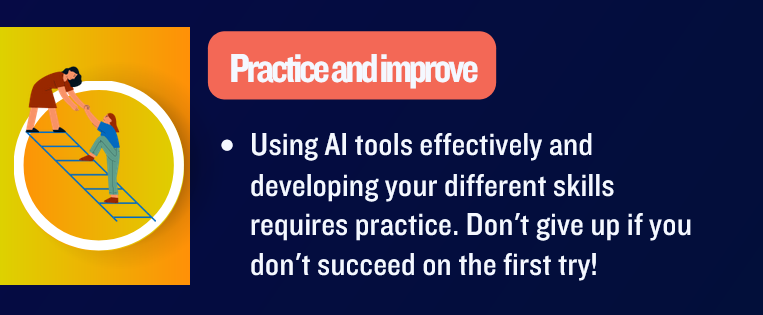 Practice and improve
• Using AI tools effectively and
developing your different skills
requires practice. Don't give up if you
don't succeed on the first try!